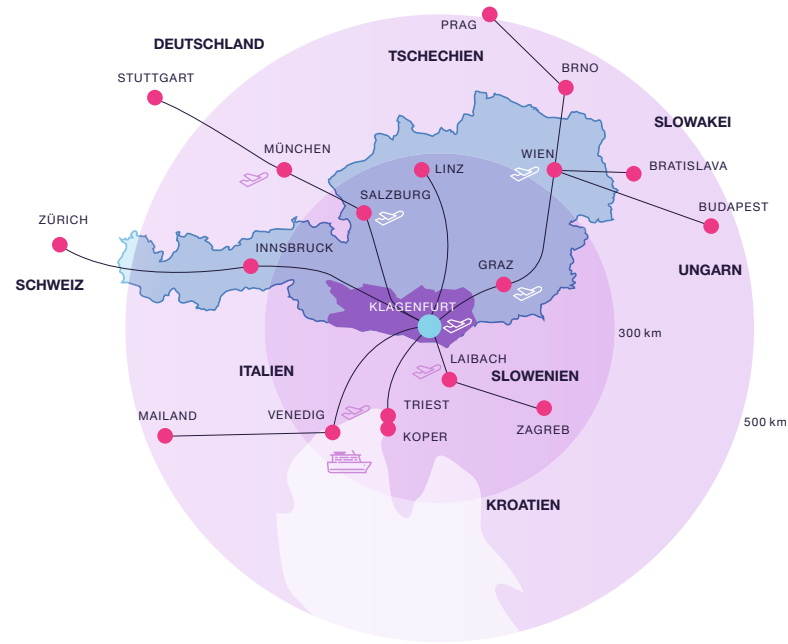 PRAG
DEUTSCHLAND
TSCHECHIEN
STUTTGART
BRNO
SLOWAKEI
MÜNCHEN
WIEN
LINZ
BRATISLAVA
SALZBURG
BUDAPEST
ZÜRICH
INNSBRUCK
GRAZ
UNGARN
SCHWEIZ
KLAGENFURT
300 km
LAIBACH
ITALIEN
SLOWENIEN
TRIEST
MAILAND
VENEDIG
500 km
ZAGREB
KOPER
KROATIEN